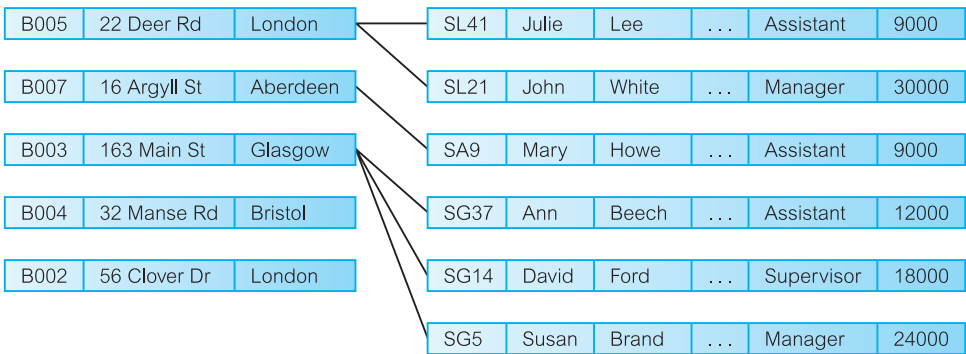 B005 22 Deer Rd London SL41 Julie Lee ... Assistant 9000
B007 16 Argyll St Aberdeen SL21 John White ... Manager 30000
B003 163 Main St Glasgow SA9 Mary Howe ... Assistant 9000
B004 32 Manse Rd Bristol SG37 Ann Beech ... Assistant 12000
B002 56 Clover Dr London SG14 David Ford ... Supervisor 18000
SG5 Susan Brand ... Manager 24000